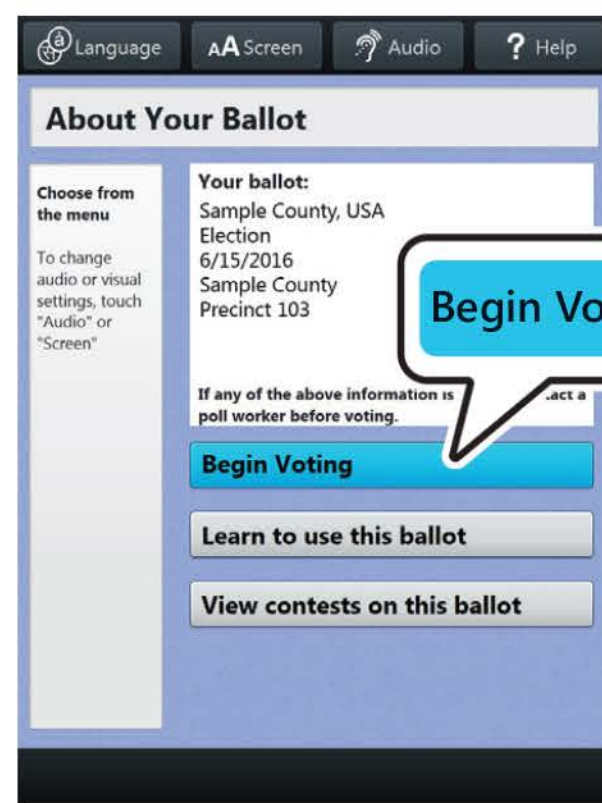 Language AA Screen Audio ? Help
About Your Ballot
Choose from
the menu
To change
audio or visual
settings, touch
"Audio" or
"Screen"
Your ballot:
Sample County, USA
Election
6/15/2016
Sample County
Precinct 103
If any of the above information is
poll worker before voting.
Begin
Begin Voting
Learn to use this ballot
View contests on this ballot